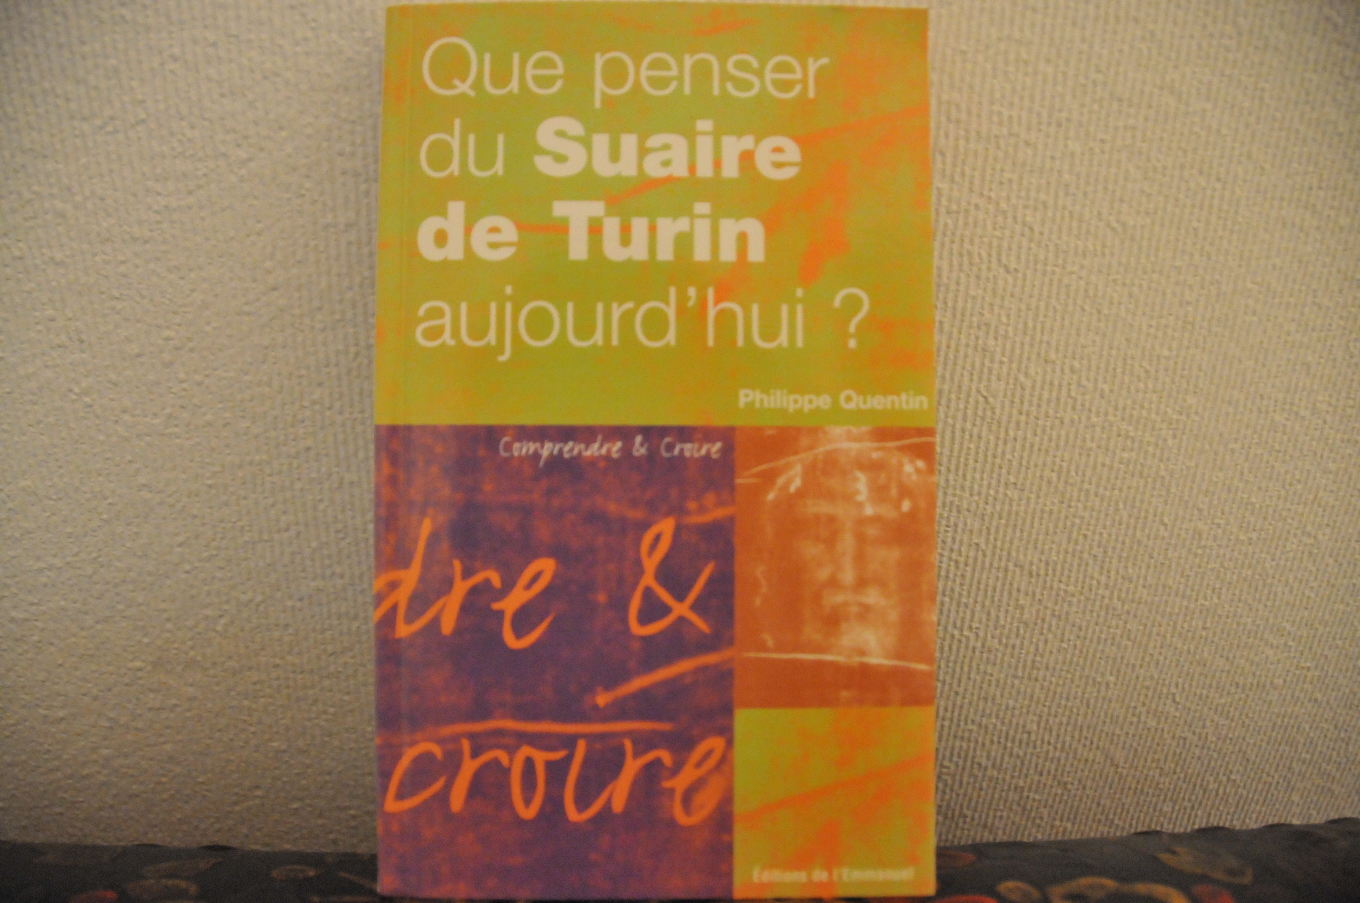 Que penser
du Suaire
de Turin
aujourd'hui ?
Philippe Quentin
Comprendre & Croire
dre &
croire
Éditions de l'Emmanuel